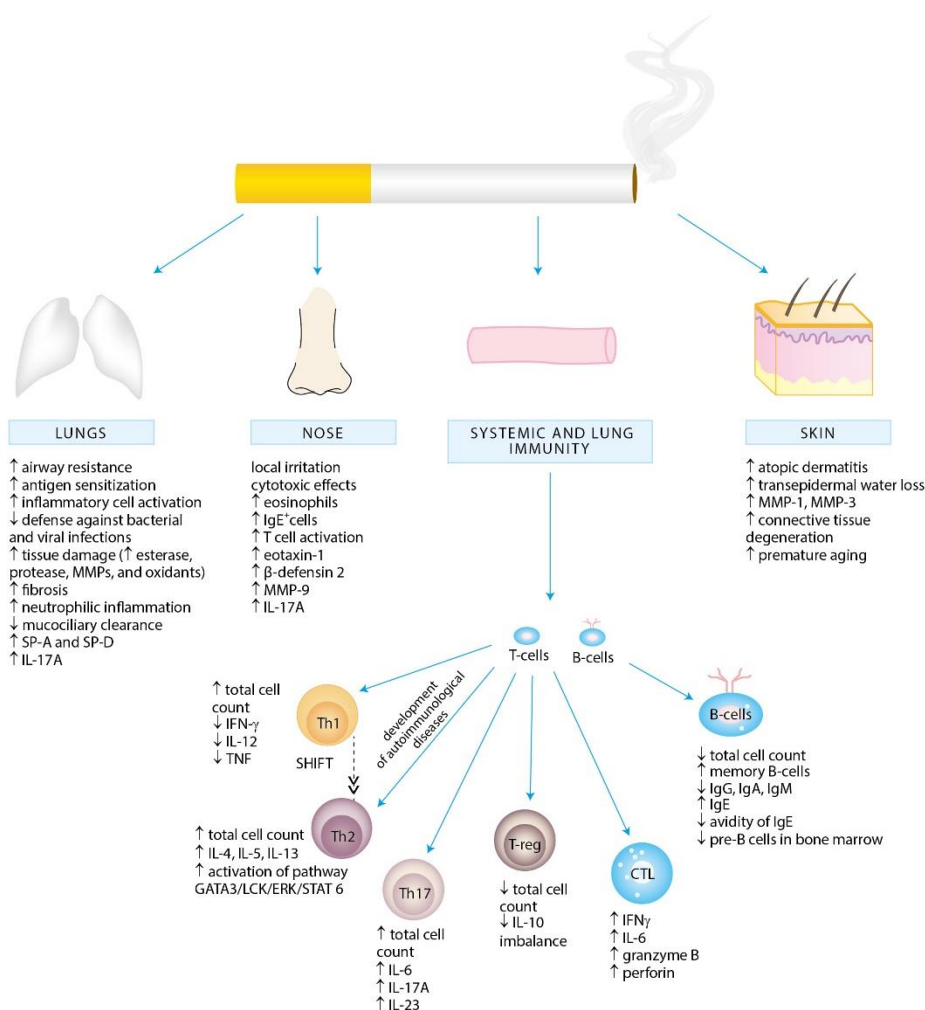 LUNGS
↑ airway resistance
↑ antigen sensitization
↑ inflammatory cell activation
↓ defense against bacterial
and viral infections
↑ tissue damage (↑ esterase,
protease, MMPs, and oxidants)
↑ fibrosis
↑ neutrophilic inflammation
↓ mucociliary clearance
↑ SP-A and SP-D
↑ IL-17A
NOSE
local irritation
cytotoxic effects
↑ eosinophils
↑ IgE⁺cells
↑ T cell activation
↑ eotaxin-1
↑ β-defensin 2
↑ MMP-9
↑ IL-17A
SYSTEMIC AND LUNG
IMMUNITY
SKIN
↑ atopic dermatitis
↑ transepidermal water loss
↑ MMP-1, MMP-3
↑ connective tissue
degeneration
↑ premature aging
T-cells
B-cells
development
of autoimmunological
diseases
↑ total cell
count
↓ IFN-γ
↓ IL-12
↓ TNF
Th1
SHIFT
Th2
↑ total cell count
↑ IL-4, IL-5, IL-13
↑ activation of pathway
GATA3/LCK/ERK/STAT 6
Th17
↑ total cell
count
↑ IL-6
↑ IL-17A
↑ IL-23
T-reg
↓ total cell
count
↓ IL-10
imbalance
CTL
↑ IFNγ
↑ IL-6
↑ granzyme B
↑ perforin
B-cells
↓ total cell count
↑ memory B-cells
↓ IgG, IgA, IgM
↑ IgE
↓ avidity of IgE
↓ pre-B cells in bone marrow